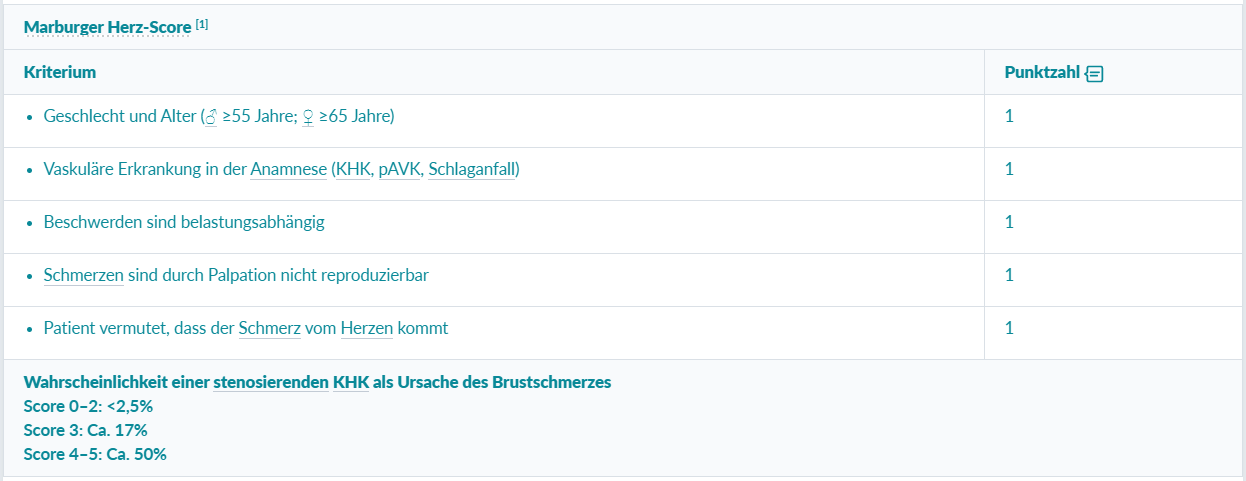 Marburger Herz-Score [1]
Kriterium
Punktzahl
• Geschlecht und Alter (♂ ≥55 Jahre; ♀ ≥65 Jahre)
1
• Vaskuläre Erkrankung in der Anamnese (KHK, pAVK, Schlaganfall)
1
• Beschwerden sind belastungsabhängig
1
• Schmerzen sind durch Palpation nicht reproduzierbar
1
• Patient vermutet, dass der Schmerz vom Herzen kommt
1
Wahrscheinlichkeit einer stenosierenden KHK als Ursache des Brustschmerzes
Score 0–2: <2,5%
Score 3: Ca. 17%
Score 4–5: Ca. 50%